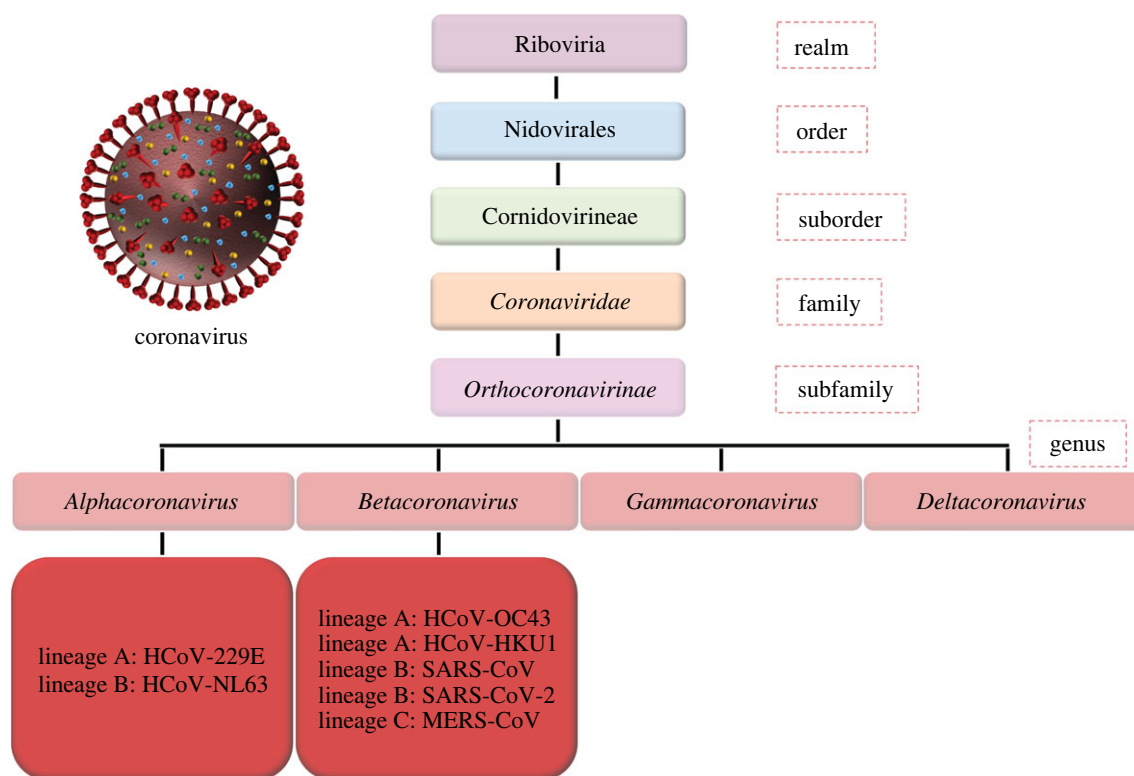 Riboviria
realm
Nidovirales
order
Cornidovirineae
suborder
Coronaviridae
family
coronavirus
Orthocoronavirinae
subfamily
genus
Alphacoronavirus
Betacoronavirus
Gammacoronavirus
Deltacoronavirus
lineage A: HCoV-229E
lineage B: HCoV-NL63
lineage A: HCoV-OC43
lineage A: HCoV-HKU1
lineage B: SARS-CoV
lineage B: SARS-CoV-2
lineage C: MERS-CoV